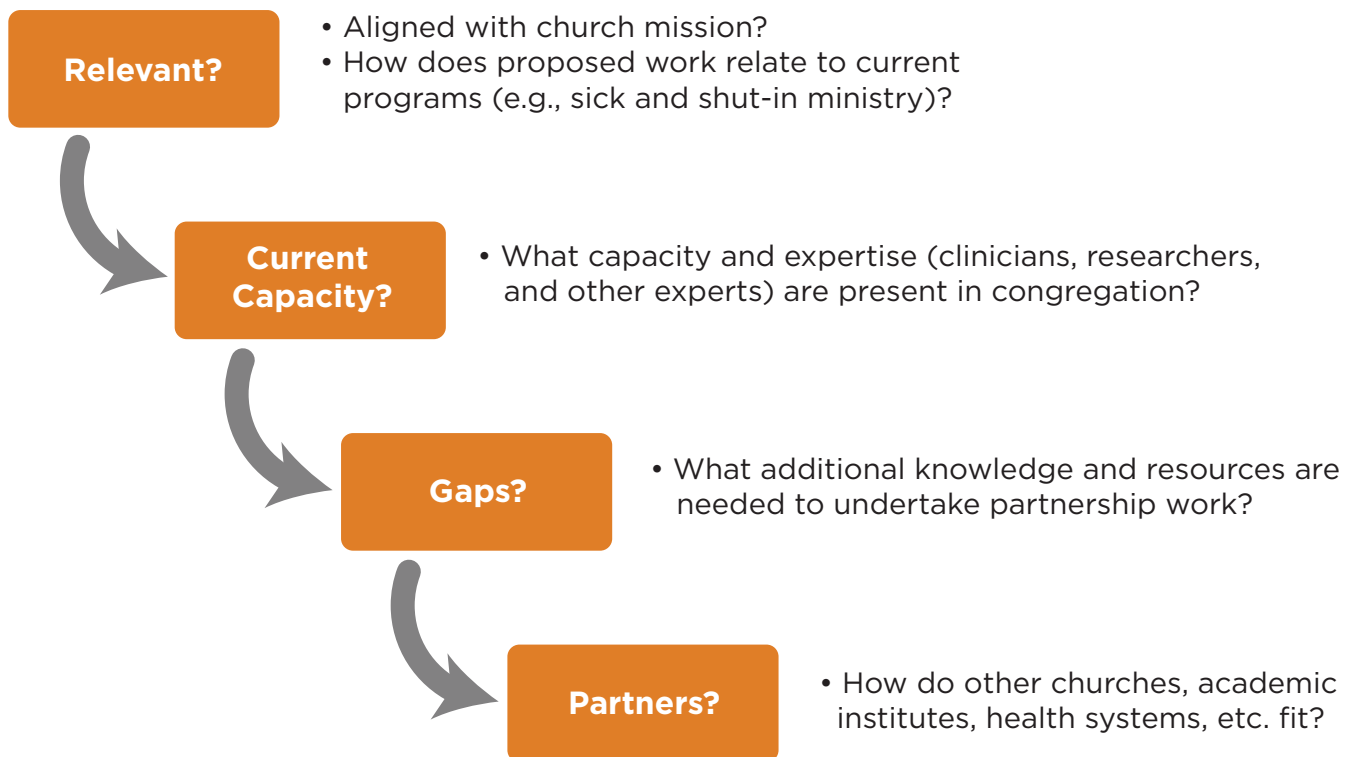 Relevant?
• Aligned with church mission?
• How does proposed work relate to current
programs (e.g., sick and shut-in ministry)?
Current
Capacity?
• What capacity and expertise (clinicians, researchers,
and other experts) are present in congregation?
Gaps?
• What additional knowledge and resources are
needed to undertake partnership work?
Partners?
• How do other churches, academic
institutes, health systems, etc. fit?